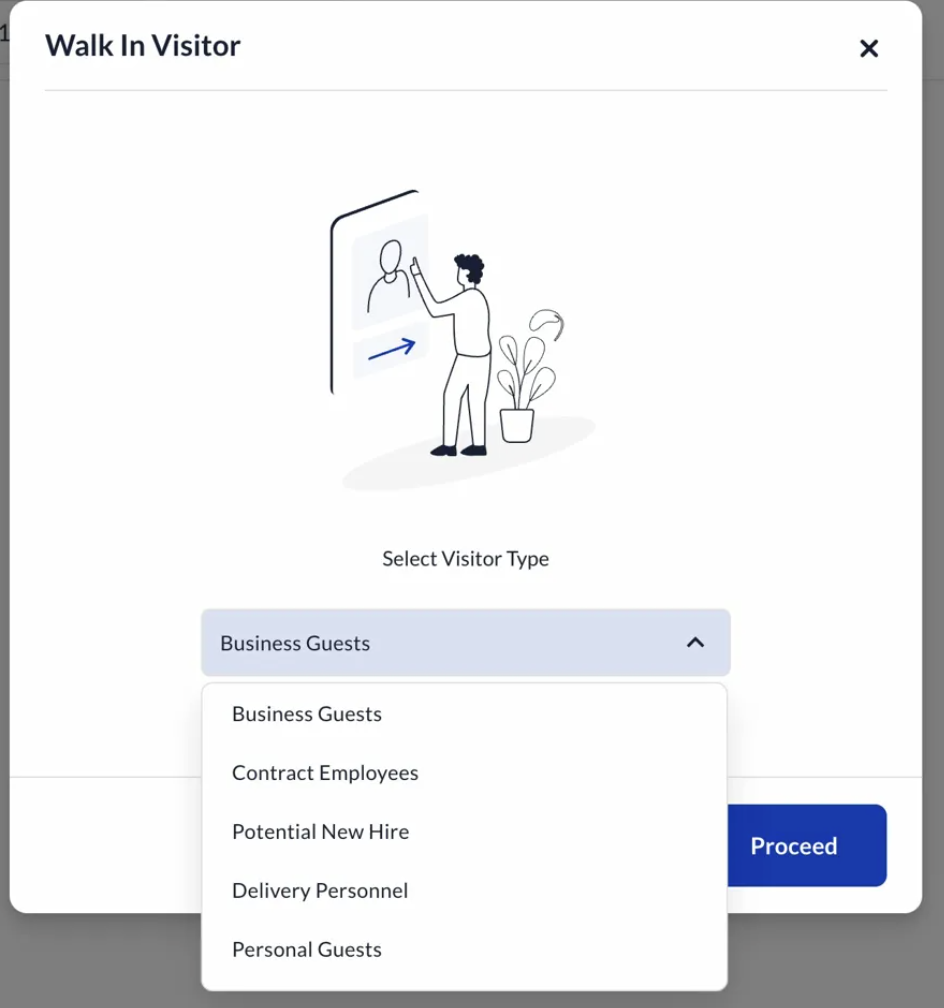 Walk In Visitor
Select Visitor Type
Business Guests
Business Guests
Contract Employees
Potential New Hire
Delivery Personnel
Personal Guests
Proceed